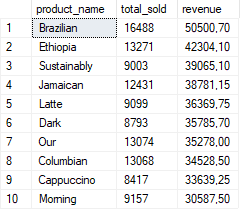 product_name total_sold revenue
1 Brazilian 16488 50500,70
2 Ethiopia 13271 42304,10
3 Sustainably 9003 39065,10
4 Jamaican 12431 38781,15
5 Latte 9099 36369,75
6 Dark 8793 35785,70
7 Our 13074 35278,00
8 Columbian 13068 34528,50
9 Cappuccino 8417 33639,25
10 Morning 9157 30587,50